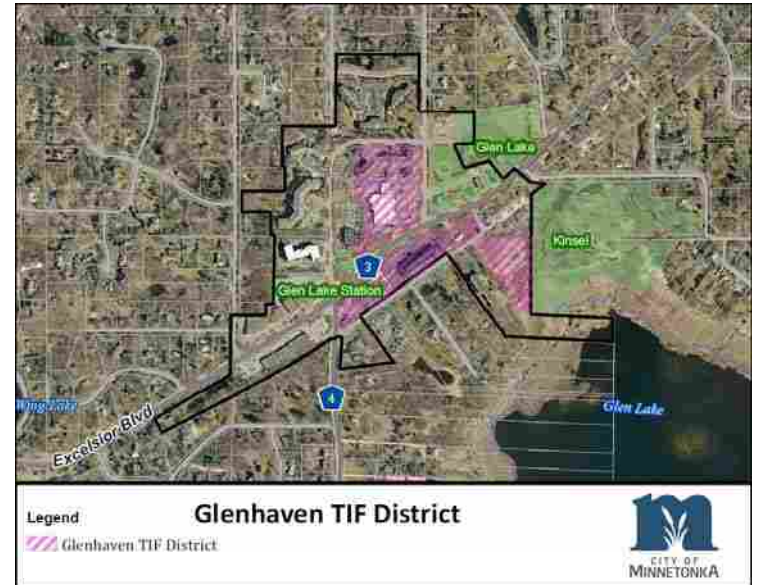 Glen Lake
Kinsel
3
Glen Lake Station
4
Wing Lake
Glen Lake
Excelsior Blvd
Legend
Glenhaven TIF District
Glenhaven TIF District
CITY OF
MINNETONKA